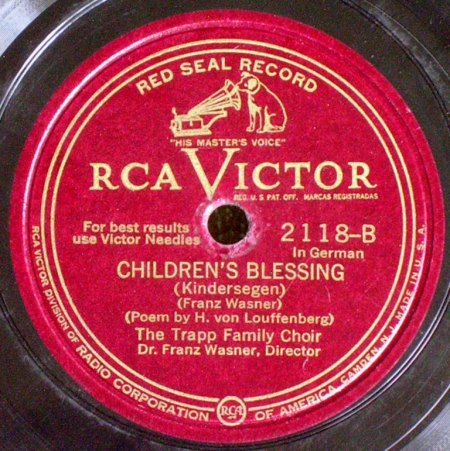 RED SEAL RECORD
"HIS MASTER'S VOICE"
RCA VICTOR
REG. U.S. PAT. OFF. MARCAS REGISTRADAS
For best results
use Victor Needles
2118-B
In German
CHILDREN'S BLESSING
(Kindersegen)
(Franz Wasner)
(Poem by H. von Louffenberg)
The Trapp Family Choir
Dr. Franz Wasner, Director
RCA VICTOR DIVISION OF RADIO CORPORATION OF AMERICA, CAMDEN, N.J. MADE IN U.S.A.
RCA